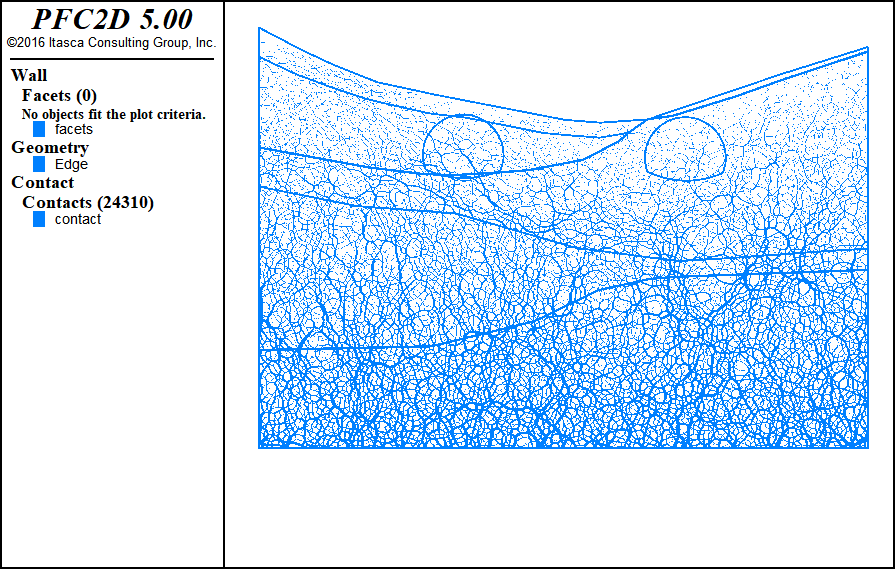 PFC2D 5.00
©2016 Itasca Consulting Group, Inc.
Wall
Facets (0)
No objects fit the plot criteria.
facets
Geometry
Edge
Contact
Contacts (24310)
contact